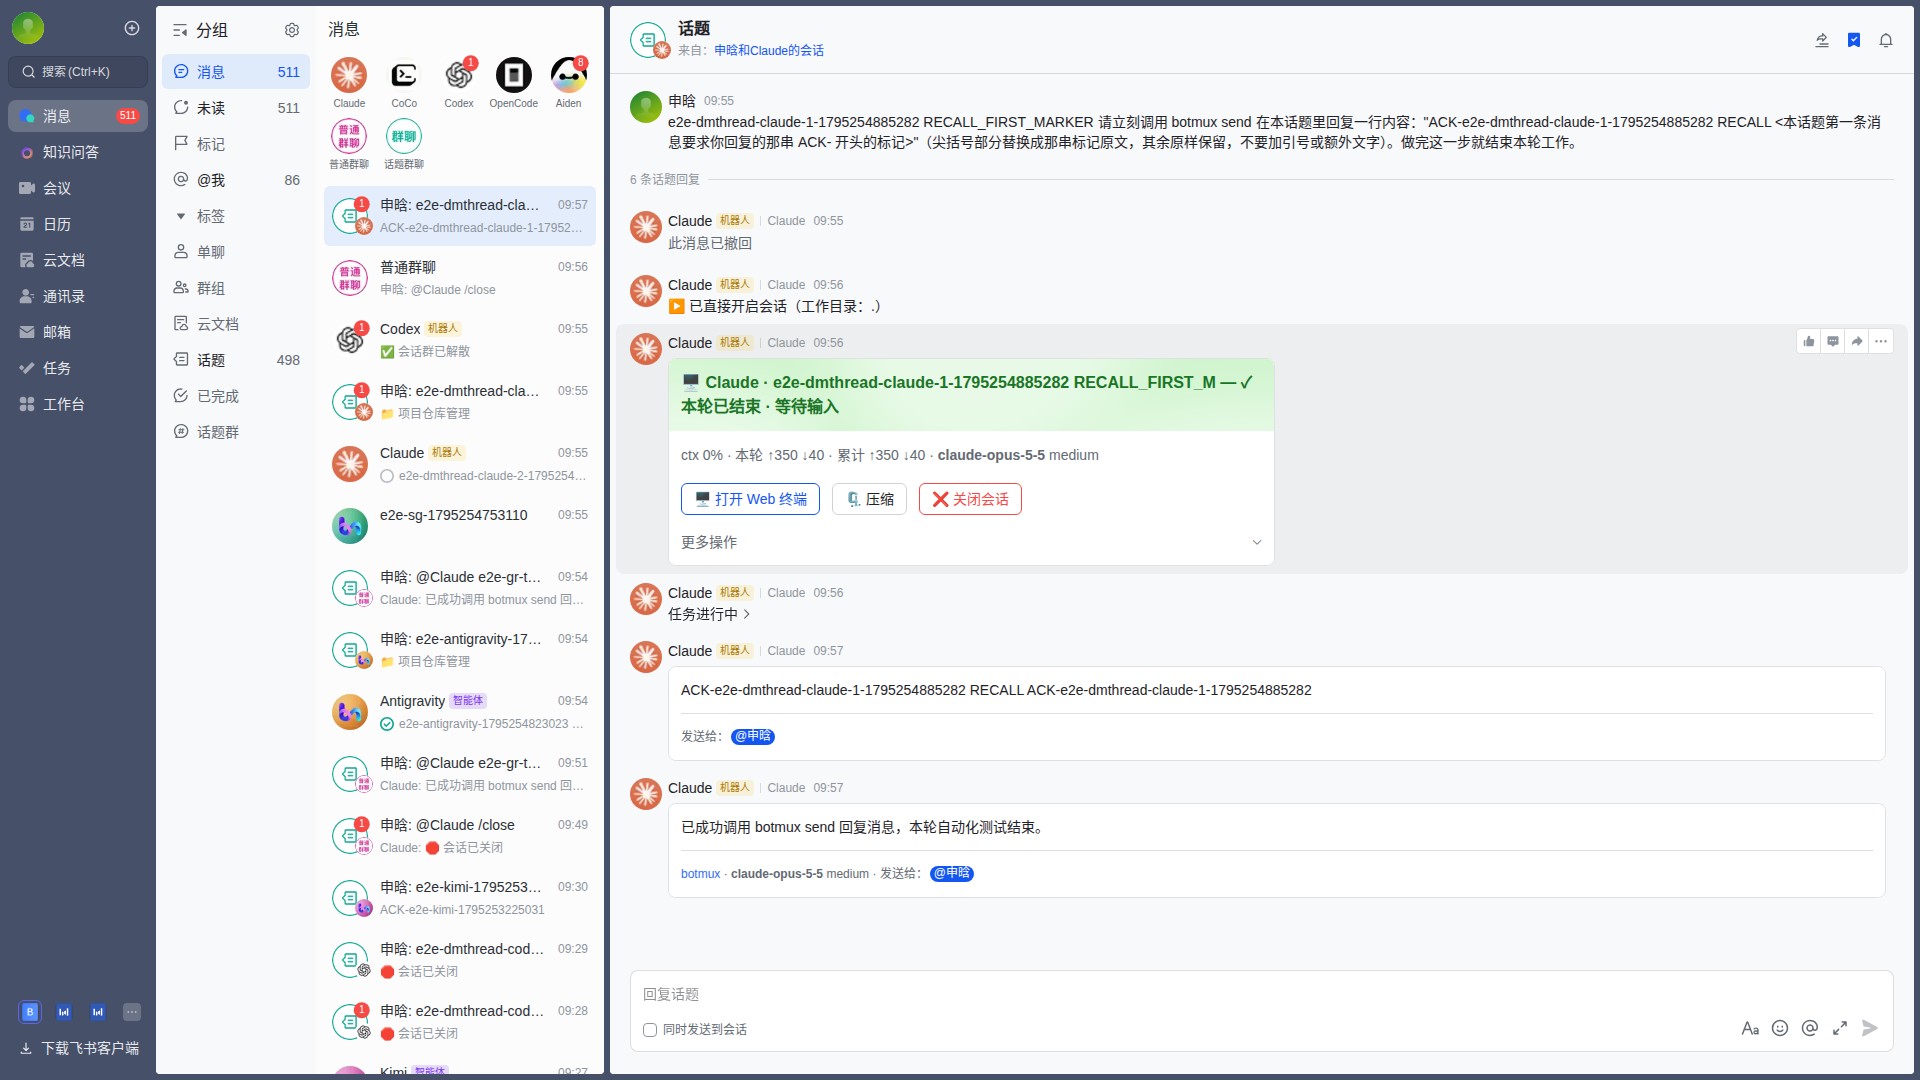 搜索 (Ctrl+K)
消息 511
知识问答
会议
日历
云文档
通讯录
邮箱
任务
工作台
B
下载飞书客户端
分组
消息 511
未读 511
标记
@我 86
标签
单聊
群组
云文档
话题 498
已完成
话题群
消息
1 8
Claude CoCo Codex OpenCode Aiden
普通 群聊 群聊
普通群聊 话题群聊
1 申晗: e2e-dmthread-cla… 09:57
ACK-e2e-dmthread-claude-1-17952…
普通 群聊
普通群聊 09:56
申晗: @Claude /close
1 Codex 机器人 09:55
✅ 会话群已解散
1 申晗: e2e-dmthread-cla… 09:55
📁 项目仓库管理
Claude 机器人 09:55
e2e-dmthread-claude-2-1795254…
e2e-sg-1795254753110 09:55
申晗: @Claude e2e-gr-t… 09:54
Claude: 已成功调用 botmux send 回…
申晗: e2e-antigravity-17… 09:54
📁 项目仓库管理
Antigravity 智能体 09:54
e2e-antigravity-1795254823023 …
申晗: @Claude e2e-gr-t… 09:51
Claude: 已成功调用 botmux send 回…
1 申晗: @Claude /close 09:49
Claude: 🛑 会话已关闭
申晗: e2e-kimi-1795253… 09:30
ACK-e2e-kimi-1795253225031
申晗: e2e-dmthread-cod… 09:29
🛑 会话已关闭
1 申晗: e2e-dmthread-cod… 09:28
🛑 会话已关闭
Kimi 智能体 09:27
话题
来自：申晗和Claude的会话
申晗 09:55
e2e-dmthread-claude-1-1795254885282 RECALL_FIRST_MARKER 请立刻调用 botmux send 在本话题里回复一行内容："ACK-e2e-dmthread-claude-1-1795254885282 RECALL <本话题第一条消
息要求你回复的那串 ACK- 开头的标记>"（尖括号部分替换成那串标记原文，其余原样保留，不要加引号或额外文字）。做完这一步就结束本轮工作。
6 条话题回复
Claude 机器人 Claude 09:55
此消息已撤回
Claude 机器人 Claude 09:56
▶️ 已直接开启会话（工作目录：.）
Claude 机器人 Claude 09:56
🖥️ Claude · e2e-dmthread-claude-1-1795254885282 RECALL_FIRST_M — ✓
本轮已结束 · 等待输入
ctx 0% · 本轮 ↑350 ↓40 · 累计 ↑350 ↓40 · claude-opus-5-5 medium
🖥️ 打开 Web 终端 🗜️ 压缩 ❌ 关闭会话
更多操作
Claude 机器人 Claude 09:56
任务进行中
Claude 机器人 Claude 09:57
ACK-e2e-dmthread-claude-1-1795254885282 RECALL ACK-e2e-dmthread-claude-1-1795254885282
发送给：@申晗
Claude 机器人 Claude 09:57
已成功调用 botmux send 回复消息，本轮自动化测试结束。
botmux · claude-opus-5-5 medium · 发送给：@申晗
回复话题
同时发送到会话